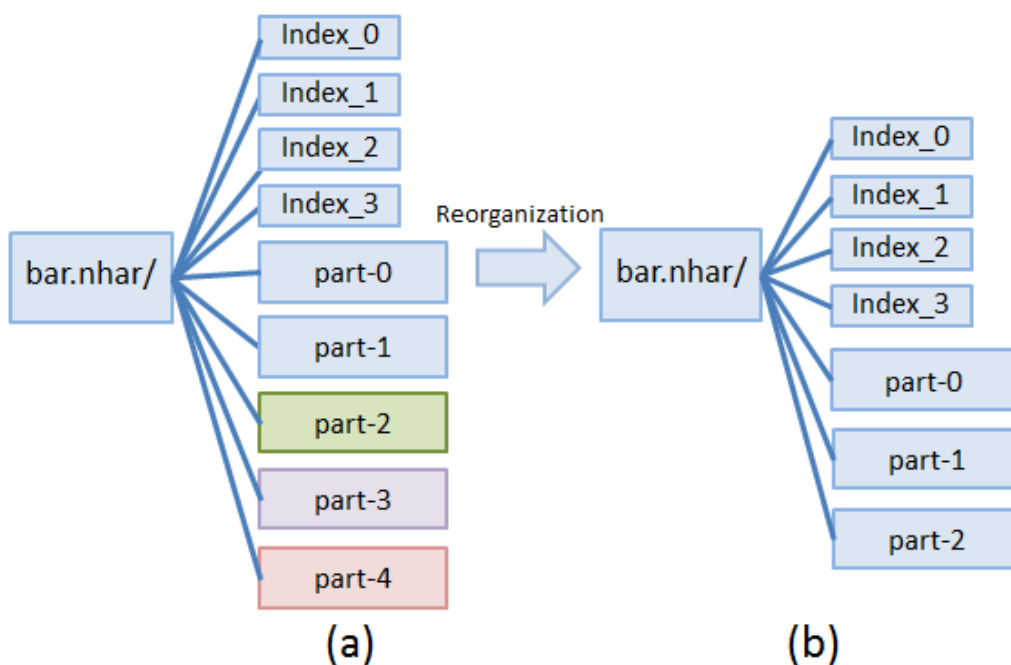 Index_0
Index_1
Index_2
Index_3
bar.nhar/
part-0
part-1
part-2
part-3
part-4
(a)
Reorganization
Index_0
Index_1
Index_2
Index_3
bar.nhar/
part-0
part-1
part-2
(b)